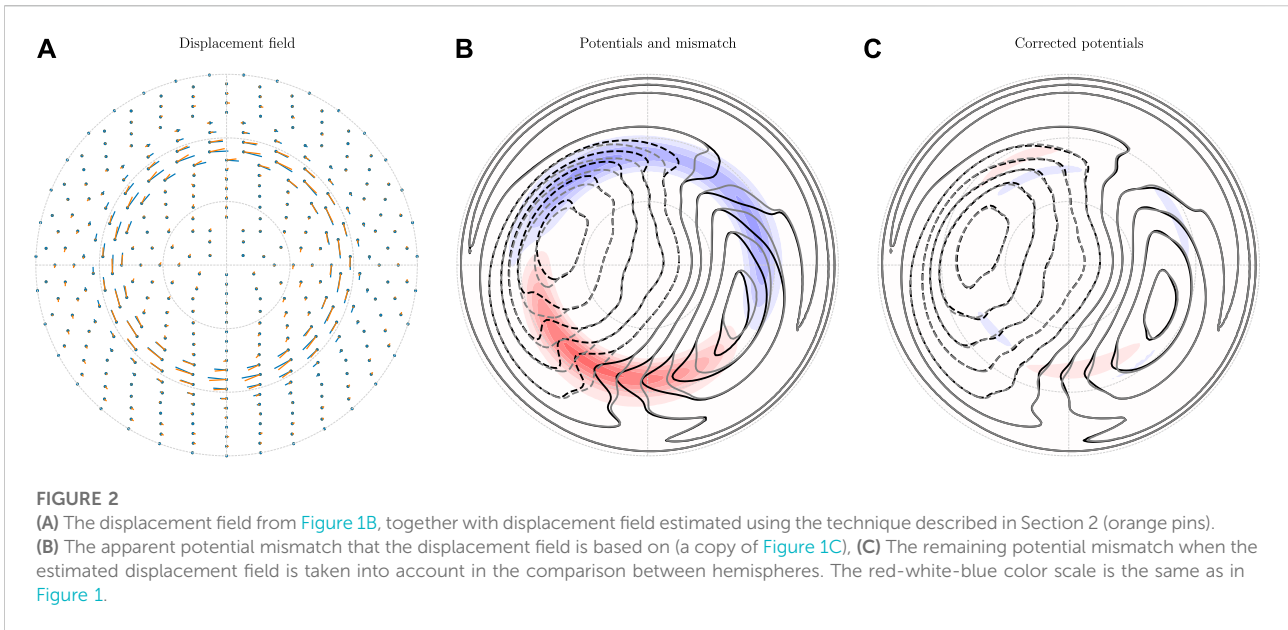 A
Displacement field
B
Potentials and mismatch
C
Corrected potentials
FIGURE 2
(A) The displacement field from Figure 1B, together with displacement field estimated using the technique described in Section 2 (orange pins).
(B) The apparent potential mismatch that the displacement field is based on (a copy of Figure 1C), (C) The remaining potential mismatch when the
estimated displacement field is taken into account in the comparison between hemispheres. The red-white-blue color scale is the same as in
Figure 1.